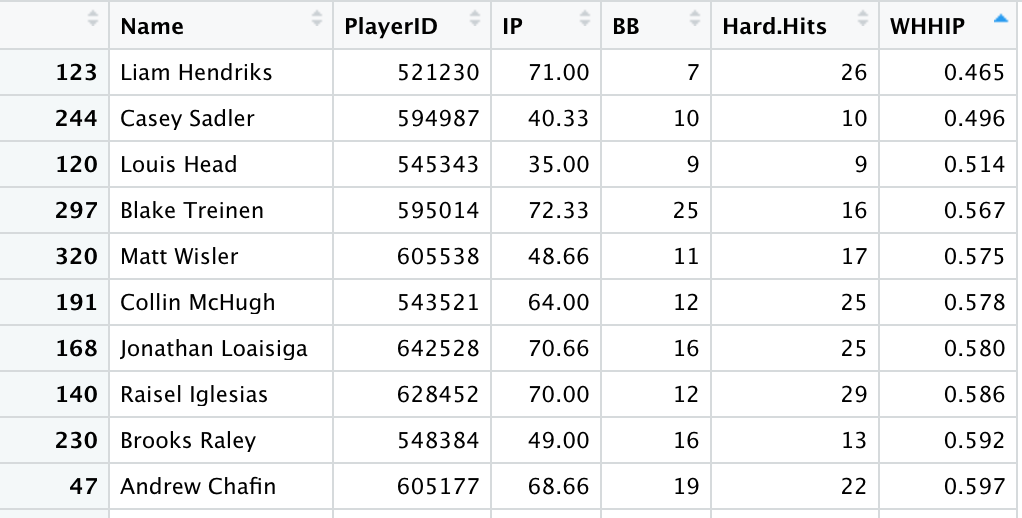 Name PlayerID IP BB Hard.Hits WHHIP
123 Liam Hendriks 521230 71.00 7 26 0.465
244 Casey Sadler 594987 40.33 10 10 0.496
120 Louis Head 545343 35.00 9 9 0.514
297 Blake Treinen 595014 72.33 25 16 0.567
320 Matt Wisler 605538 48.66 11 17 0.575
191 Collin McHugh 543521 64.00 12 25 0.578
168 Jonathan Loaisiga 642528 70.66 16 25 0.580
140 Raisel Iglesias 628452 70.00 12 29 0.586
230 Brooks Raley 548384 49.00 16 13 0.592
47 Andrew Chafin 605177 68.66 19 22 0.597